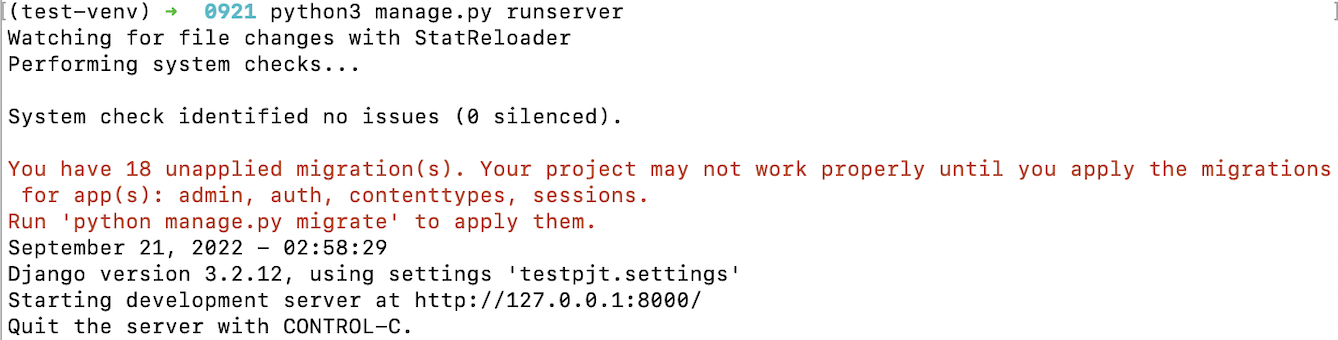 (test-venv) ➜  0921 python3 manage.py runserver
Watching for file changes with StatReloader
Performing system checks...
System check identified no issues (0 silenced).
You have 18 unapplied migration(s). Your project may not work properly until you apply the migrations
 for app(s): admin, auth, contenttypes, sessions.
Run 'python manage.py migrate' to apply them.
September 21, 2022 - 02:58:29
Django version 3.2.12, using settings 'testpjt.settings'
Starting development server at http://127.0.0.1:8000/
Quit the server with CONTROL-C.